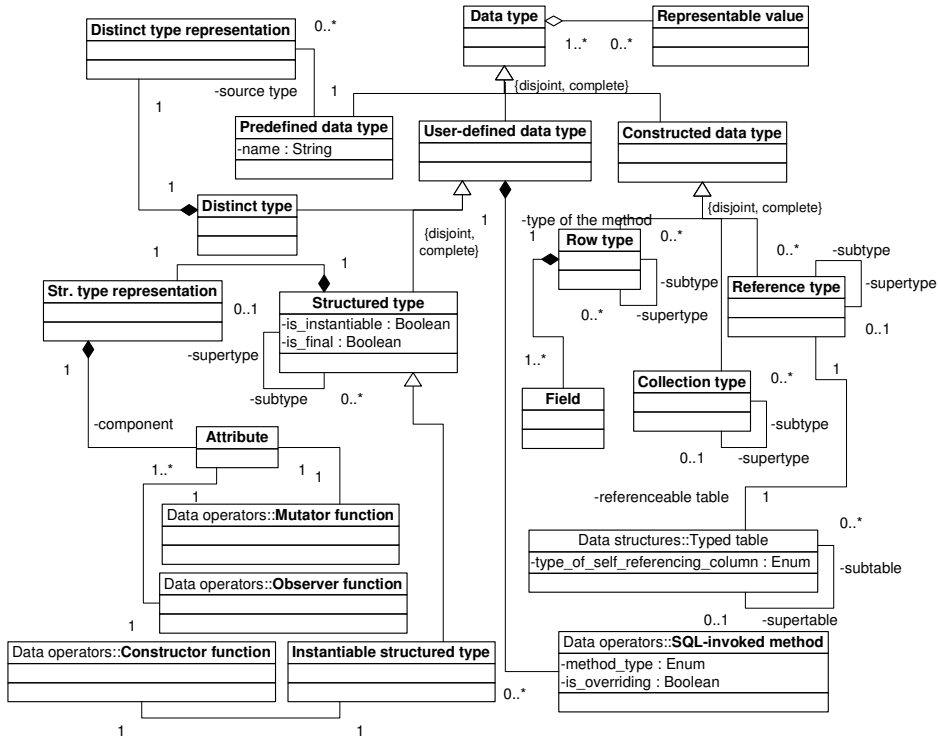 Distinct type representation
0..*
Data type
Representable value
1..*
0..*
-source type
1
1
{disjoint, complete}
Predefined data type
-name : String
User-defined data type
Constructed data type
1
Distinct type
{disjoint,
complete}
1
-type of the method
{disjoint, complete}
1
1
1
Row type
0..*
0..*
-subtype
-supertype
Str. type representation
0..1
Structured type
-is_instantiable : Boolean
-is_final : Boolean
-subtype
-supertype
0..*
Reference type
0..1
-supertype
-subtype
0..*
1
1..*
1
Field
Collection type
0..*
-subtype
0..1
-supertype
-component
Attribute
1..*
1
1
1
Data operators::Mutator function
-referenceable table
1
0..*
Data structures::Typed table
-type_of_self_referencing_column : Enum
-subtable
0..1
-supertable
Data operators::Observer function
1
Data operators::Constructor function
Instantiable structured type
Data operators::SQL-invoked method
-method_type : Enum
-is_overriding : Boolean
0..*
1
1